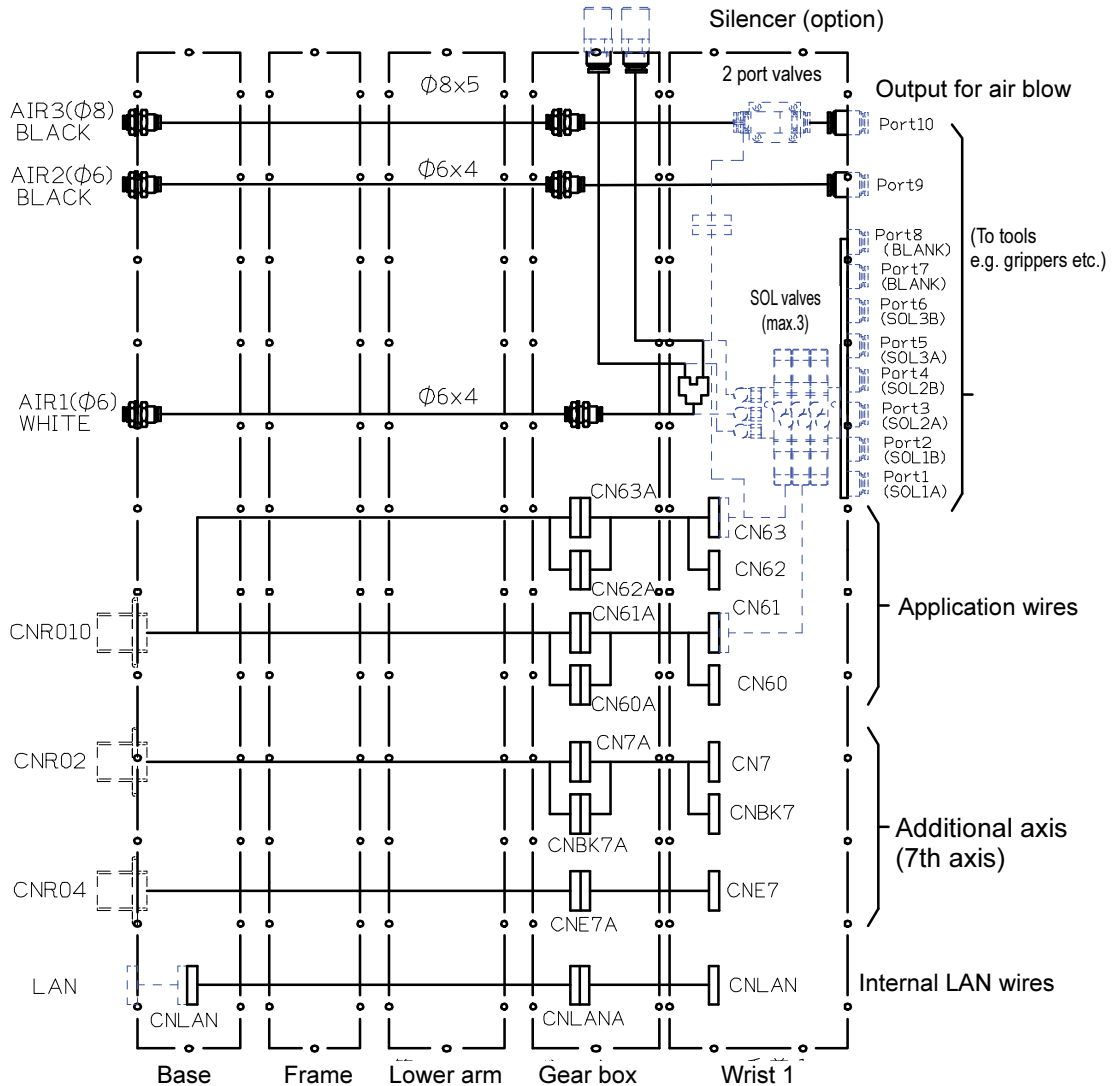 Silencer (option)
2 port valves
Output for air blow
Φ8x5
AIR3(Φ8)
BLACK
Port10
AIR2(Φ6)
BLACK
Φ6x4
Port9
Port8
(BLANK)
(To tools
e.g. grippers etc.)
Port7
(BLANK)
SOL valves
(max.3)
Port6
(SOL3B)
Port5
(SOL3A)
Port4
(SOL2B)
AIR1(Φ6)
WHITE
Φ6x4
Port3
(SOL2A)
Port2
(SOL1B)
Port1
(SOL1A)
CN63A
CN63
CN62A
CN62
CN61A
CN61
CNR010
Application wires
CN60A
CN60
CN7A
CNR02
CN7
CNBK7A
CNBK7
Additional axis
(7th axis)
CNR04
CNE7A
CNE7
LAN
CNLAN
CNLANA
CNLAN
Internal LAN wires
Base
Frame
Lower arm
Gear box
Wrist 1